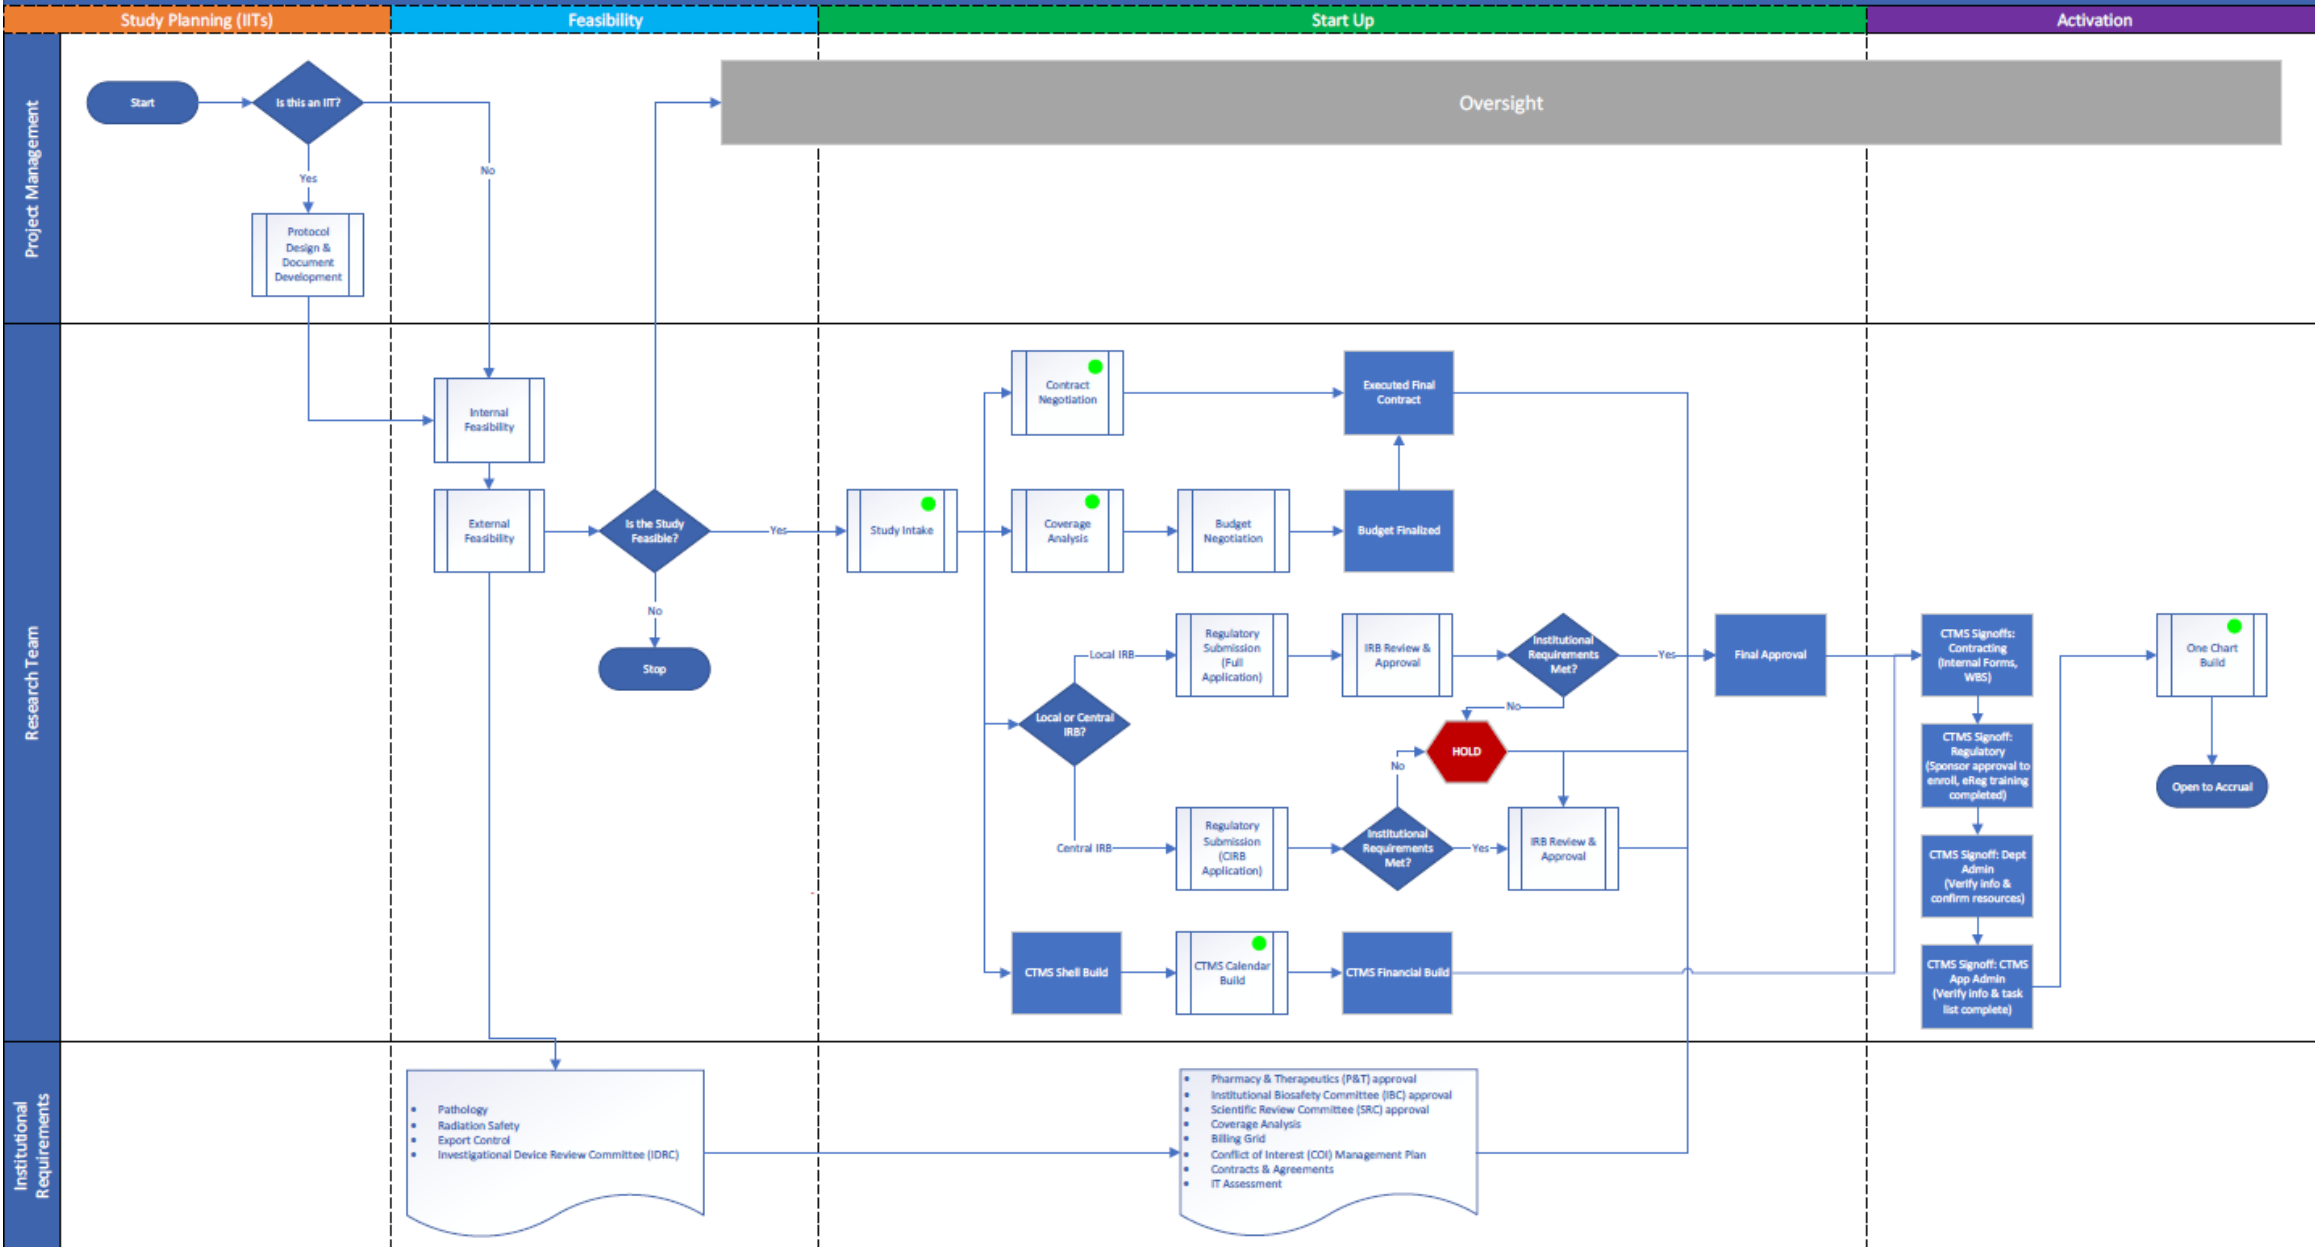 Study Planning (IITs)
Feasibility
Start Up
Activation
Project Management
Start
Is this an IIT?
No
Yes
Protocol
Design &
Document
Development
Oversight
Research Team
Internal
Feasibility
External
Feasibility
Is the Study
Feasible?
Yes
No
Stop
Study Intake
Contract
Negotiation
Executed Final
Contract
Coverage
Analysis
Budget
Negotiation
Budget Finalized
Local or Central
IRB?
Local IRB
Regulatory
Submission
(Full
Application)
IRB Review &
Approval
Institutional
Requirements
Met?
Yes
No
HOLD
Central IRB
Regulatory
Submission
(CIRB
Application)
Institutional
Requirements
Met?
No
Yes
IRB Review &
Approval
CTMS Shell Build
CTMS Calendar
Build
CTMS Financial Build
Final Approval
CTMS Signoffs:
Contracting
(Internal Forms,
WBS)
CTMS Signoff:
Regulatory
(Sponsor approval to
enroll, eReg training
completed)
CTMS Signoff: Dept
Admin
(Verify info &
confirm resources)
CTMS Signoff: CTMS
App Admin
(Verify info & task
list complete)
One Chart
Build
Open to Accrual
Institutional
Requirements
• Pathology
• Radiation Safety
• Export Control
• Investigational Device Review Committee (IDRC)
• Pharmacy & Therapeutics (P&T) approval
• Institutional Biosafety Committee (IBC) approval
• Scientific Review Committee (SRC) approval
• Coverage Analysis
• Billing Grid
• Conflict of Interest (COI) Management Plan
• Contracts & Agreements
• IT Assessment